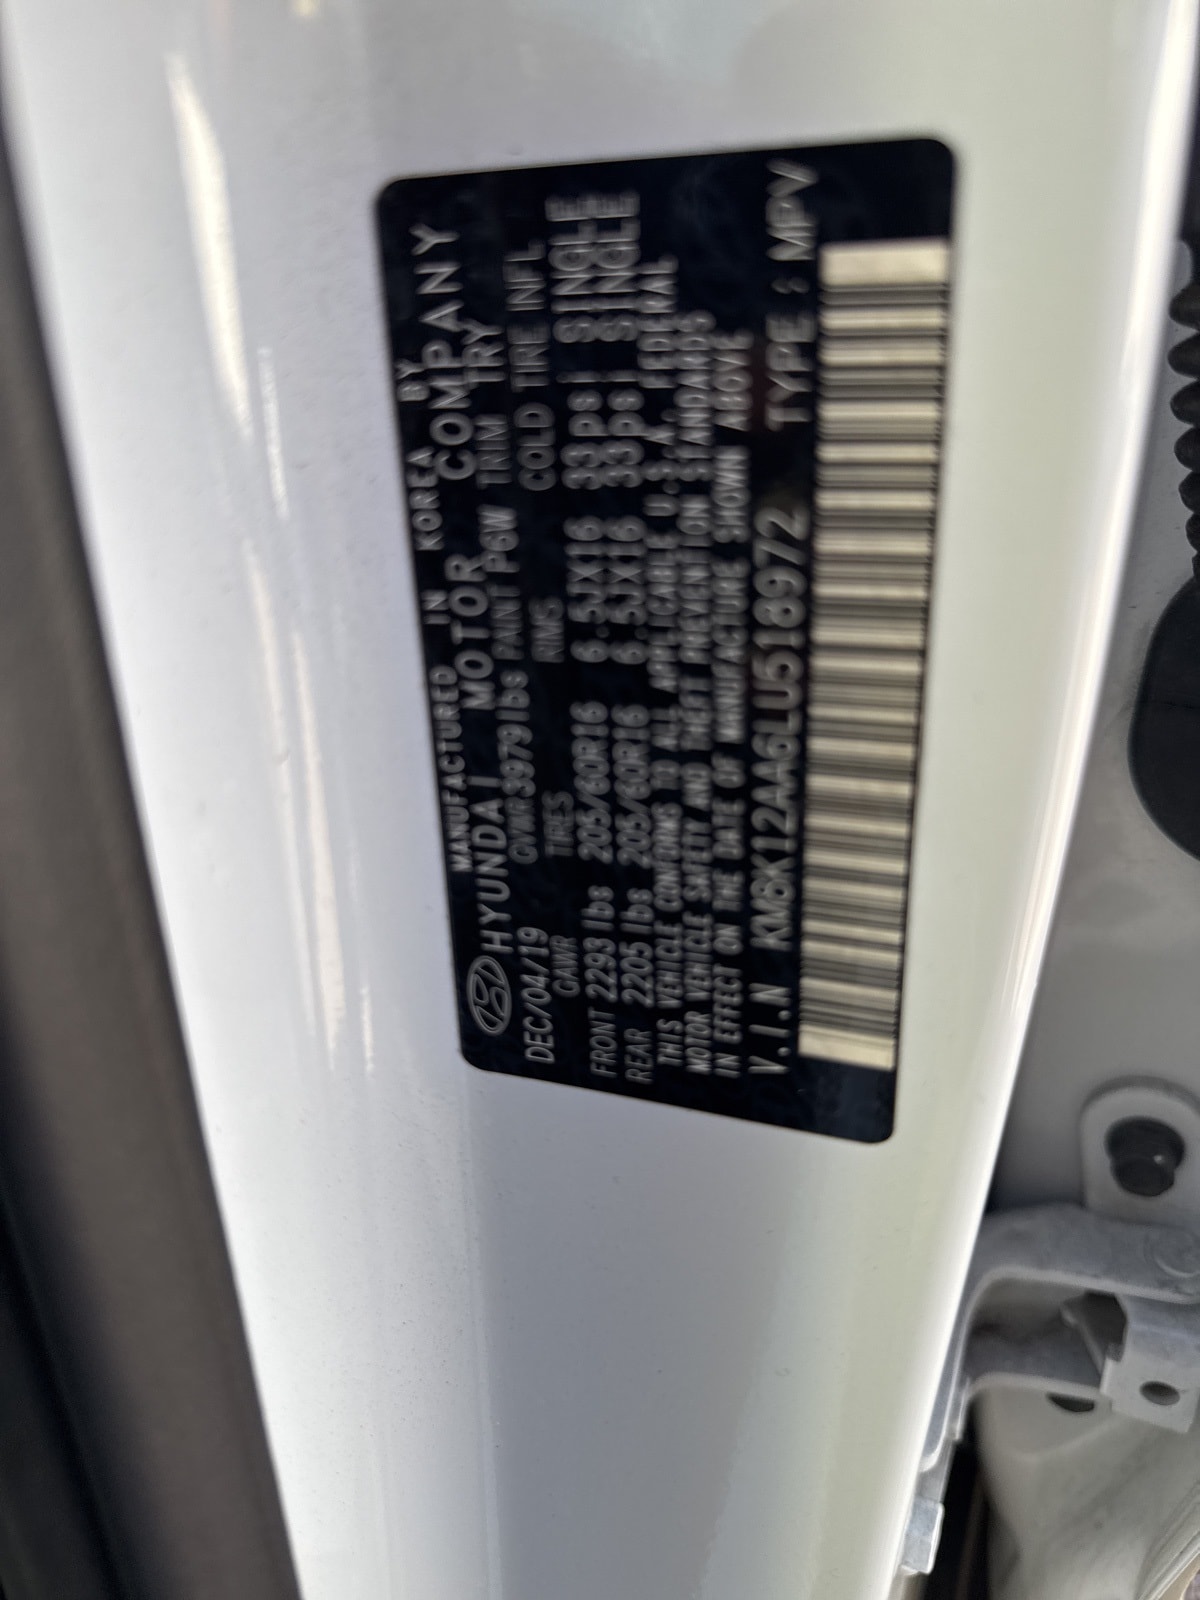 MANUFACTURED IN KOREA BY
HYUNDAI MOTOR COMPANY
DEC/04/19 GVWR 3979lbs PAINT P6W TRIM TRY
GAWR TIRES RIMS COLD TIRE INFL
FRONT 2293 lbs 205/60R16 6.5JX16 33psi SINGLE
REAR 2205 lbs 205/60R16 6.5JX16 33psi SINGLE
THIS VEHICLE CONFORMS TO ALL APPLICABLE U.S.A. FEDERAL
MOTOR VEHICLE SAFETY AND THEFT PREVENTION STANDARDS
IN EFFECT ON THE DATE OF MANUFACTURE SHOWN ABOVE
V.I.N KM8K12AA6LU518972 TYPE : MPV